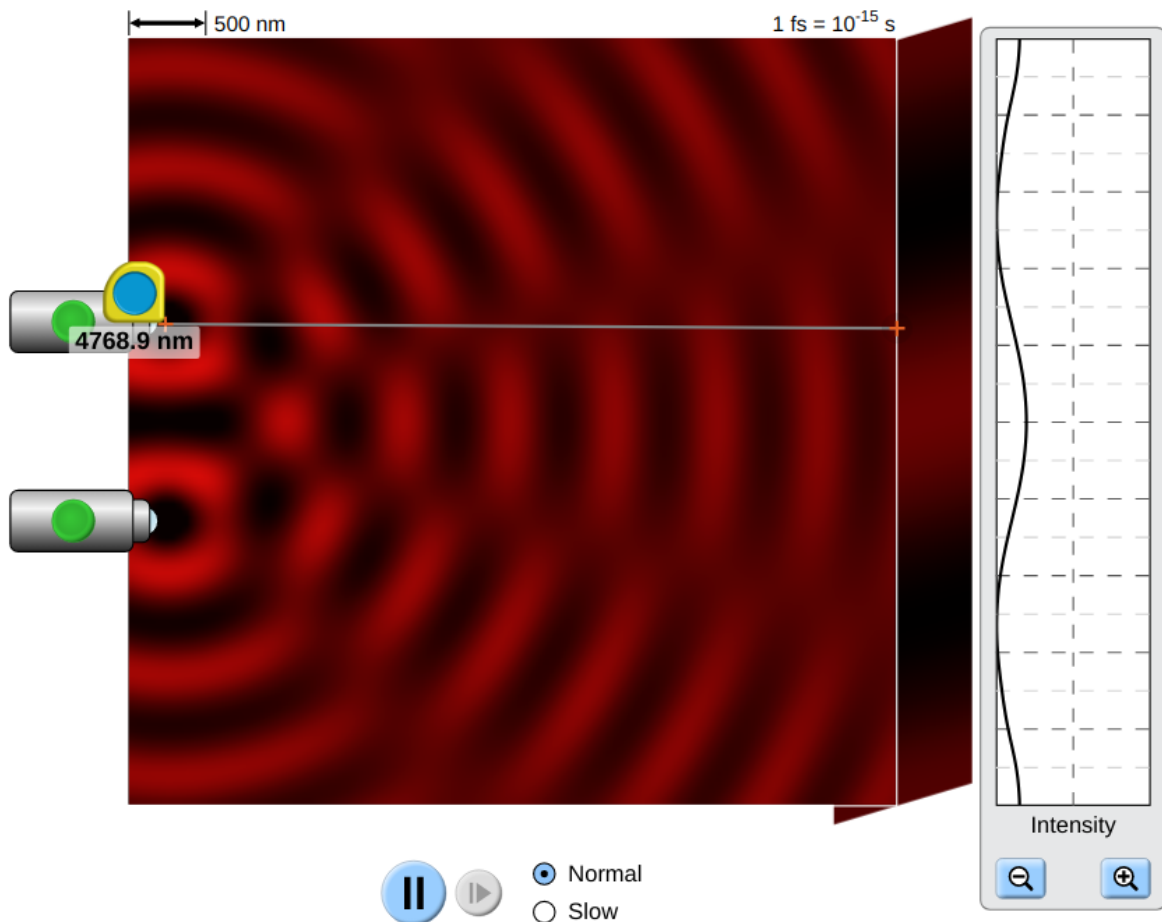 500 nm
1 fs = 10⁻¹⁵ s
4768.9 nm
Intensity
Normal
Slow